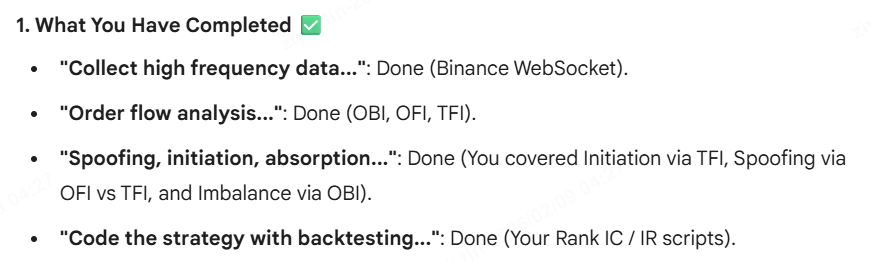 1. What You Have Completed ✅
• "Collect high frequency data...": Done (Binance WebSocket).
• "Order flow analysis...": Done (OBI, OFI, TFI).
• "Spoofing, initiation, absorption...": Done (You covered Initiation via TFI, Spoofing via
OFI vs TFI, and Imbalance via OBI).
• "Code the strategy with backtesting...": Done (Your Rank IC / IR scripts).